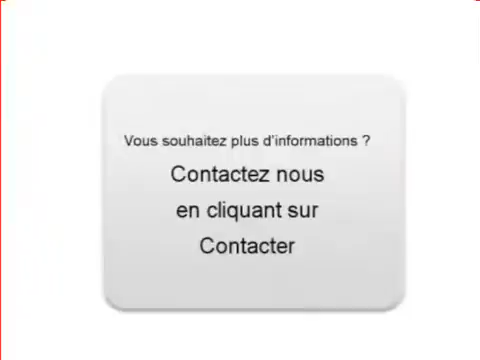 Vous souhaitez plus d'informations ?
Contactez nous
en cliquant sur
Contacter